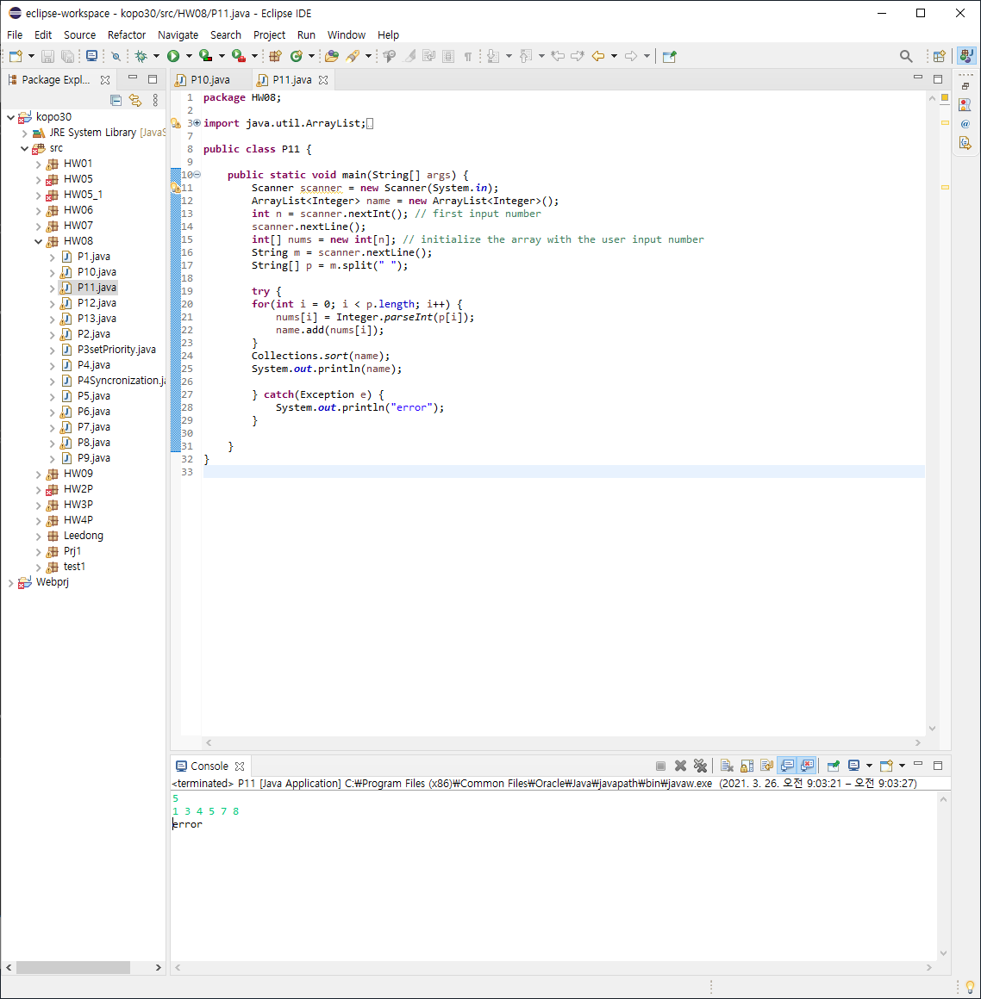 eclipse-workspace - kopo30/src/HW08/P11.java - Eclipse IDE
File Edit Source Refactor Navigate Search Project Run Window Help
Package Expl...
kopo30
JRE System Library [JavaS
src
HW01
HW05
HW05_1
HW06
HW07
HW08
P1.java
P10.java
P11.java
P12.java
P13.java
P2.java
P3setPriority.java
P4.java
P4Syncronization.ja
P5.java
P6.java
P7.java
P8.java
P9.java
HW09
HW2P
HW3P
HW4P
Leedong
Prj1
test1
Webprj
P10.java P11.java
1 package HW08;
2
3 import java.util.ArrayList;
7
8 public class P11 {
9
10 public static void main(String[] args) {
11 Scanner scanner = new Scanner(System.in);
12 ArrayList<Integer> name = new ArrayList<Integer>();
13 int n = scanner.nextInt(); // first input number
14 scanner.nextLine();
15 int[] nums = new int[n]; // initialize the array with the user input number
16 String m = scanner.nextLine();
17 String[] p = m.split(" ");
18
19 try {
20 for(int i = 0; i < p.length; i++) {
21 nums[i] = Integer.parseInt(p[i]);
22 name.add(nums[i]);
23 }
24 Collections.sort(name);
25 System.out.println(name);
26
27 } catch(Exception e) {
28 System.out.println("error");
29 }
30
31 }
32 }
33
Console
<terminated> P11 [Java Application] C:₩Program Files (x86)₩Common Files₩Oracle₩Java₩javapath₩bin₩javaw.exe (2021. 3. 26. 오전 9:03:21 – 오전 9:03:27)
5
1 3 4 5 7 8
error